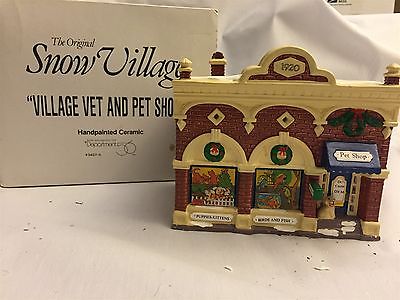 The Original
Snow Village
"VILLAGE VET AND PET SHO
Handpainted Ceramic
Department 56
1920
Pet Shop
PUPPIES, KITTENS
BIRDS AND FISH